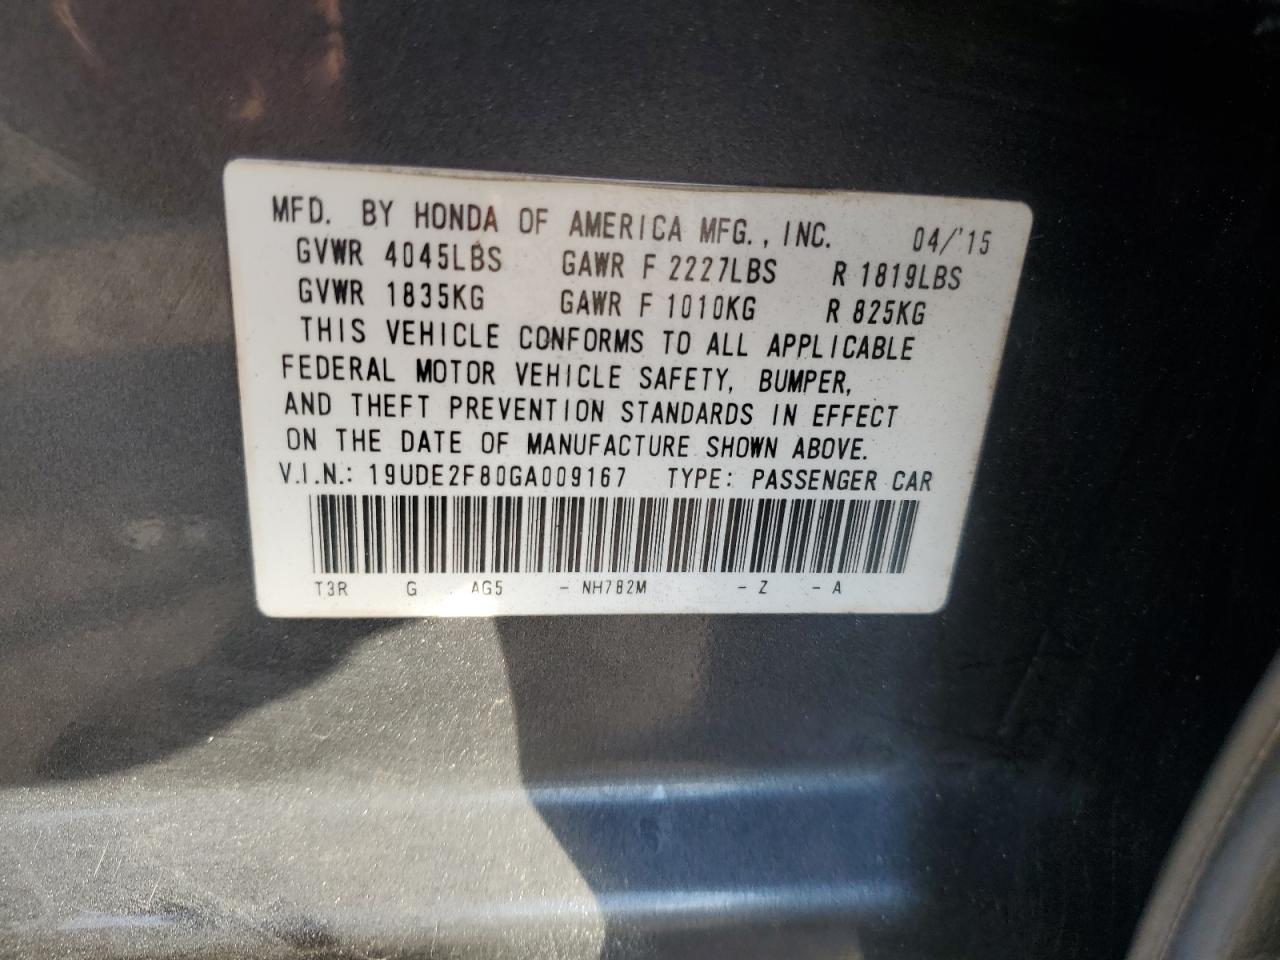 MFD. BY HONDA OF AMERICA MFG., INC. 04/'15
GVWR 4045LBS GAWR F 2227LBS R 1819LBS
GVWR 1835KG GAWR F 1010KG R 825KG
THIS VEHICLE CONFORMS TO ALL APPLICABLE
FEDERAL MOTOR VEHICLE SAFETY, BUMPER,
AND THEFT PREVENTION STANDARDS IN EFFECT
ON THE DATE OF MANUFACTURE SHOWN ABOVE.
V.I.N.: 19UDE2F80GA009167 TYPE: PASSENGER CAR
T3R G AG5 - NH782M - Z - A